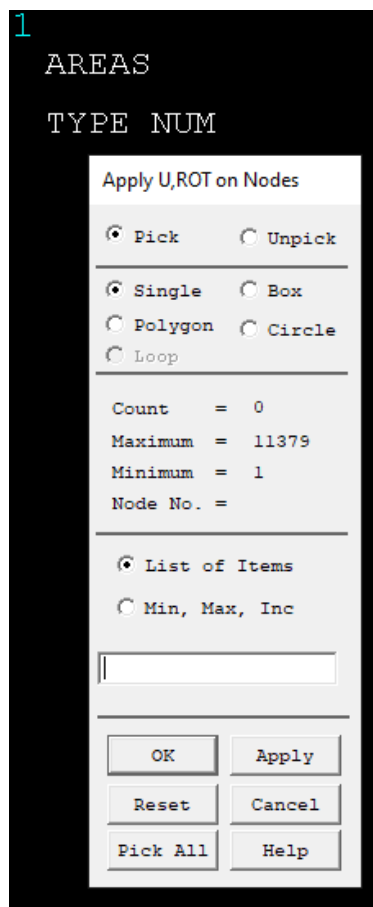 1
AREAS
TYPE NUM
Apply U,ROT on Nodes
Pick Unpick
Single Box
Polygon Circle
Loop
Count = 0
Maximum = 11379
Minimum = 1
Node No. =
List of Items
Min, Max, Inc
OK Apply
Reset Cancel
Pick All Help